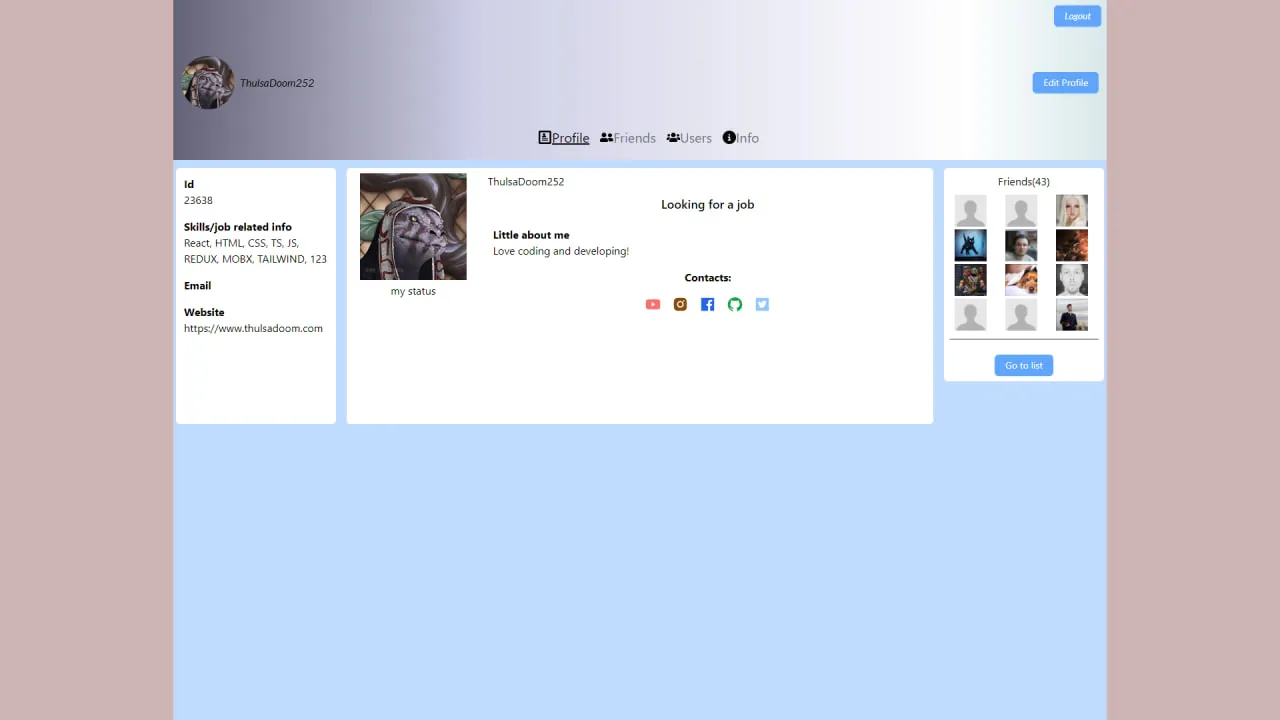 Logout
ThulsaDoom252
Edit Profile
Profile Friends Users Info
Id
23638
Skills/job related info
React, HTML, CSS, TS, JS,
REDUX, MOBX, TAILWIND, 123
Email
Website
https://www.thulsadoom.com
my status
ThulsaDoom252
Looking for a job
Little about me
Love coding and developing!
Contacts:
Friends(43)
Go to list